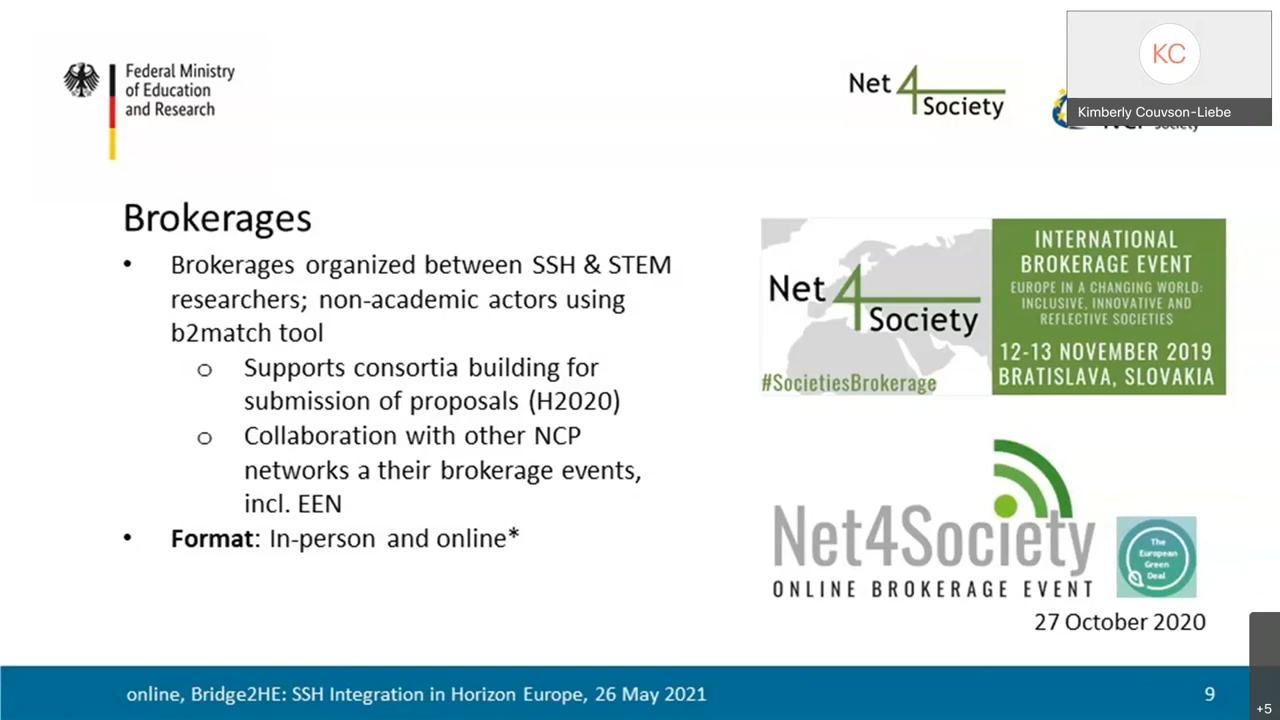 Federal Ministry
of Education
and Research
Net4Society
KC
Kimberly Couvson-Liebe
Brokerages
• Brokerages organized between SSH & STEM
researchers; non-academic actors using
b2match tool
o Supports consortia building for
submission of proposals (H2020)
o Collaboration with other NCP
networks a their brokerage events,
incl. EEN
• Format: In-person and online*
Net4Society
#SocietiesBrokerage
INTERNATIONAL
BROKERAGE EVENT
EUROPE IN A CHANGING WORLD:
INCLUSIVE, INNOVATIVE AND
REFLECTIVE SOCIETIES
12-13 NOVEMBER 2019
BRATISLAVA, SLOVAKIA
Net4Society
ONLINE BROKERAGE EVENT
The
European
Green
Deal
27 October 2020
online, Bridge2HE: SSH Integration in Horizon Europe, 26 May 2021
9
+5